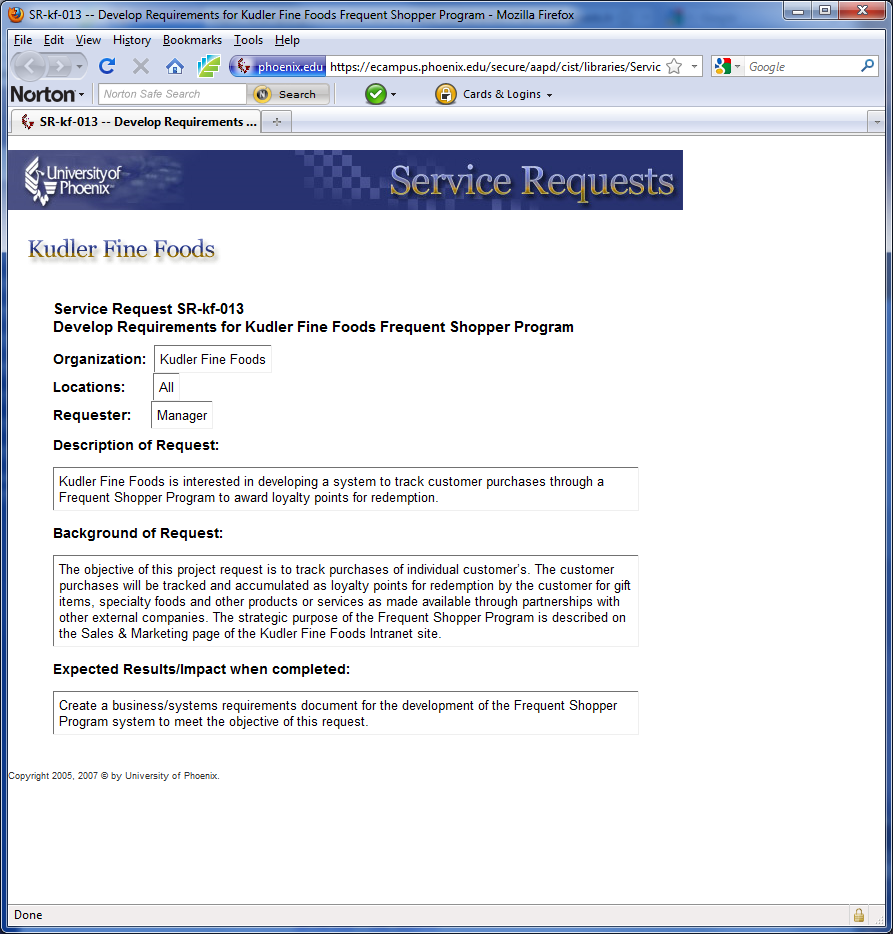 SR-kf-013 -- Develop Requirements for Kudler Fine Foods Frequent Shopper Program - Mozilla Firefox
File Edit View History Bookmarks Tools Help
phoenix.edu https://ecampus.phoenix.edu/secure/aapd/cist/libraries/Servic Google
Norton Norton Safe Search Search Cards & Logins
SR-kf-013 -- Develop Requirements ...
University of Phoenix™
Service Requests
Kudler Fine Foods
Service Request SR-kf-013
Develop Requirements for Kudler Fine Foods Frequent Shopper Program
Organization: Kudler Fine Foods
Locations: All
Requester: Manager
Description of Request:
Kudler Fine Foods is interested in developing a system to track customer purchases through a
Frequent Shopper Program to award loyalty points for redemption.
Background of Request:
The objective of this project request is to track purchases of individual customer's. The customer
purchases will be tracked and accumulated as loyalty points for redemption by the customer for gift
items, specialty foods and other products or services as made available through partnerships with
other external companies. The strategic purpose of the Frequent Shopper Program is described on
the Sales & Marketing page of the Kudler Fine Foods Intranet site.
Expected Results/Impact when completed:
Create a business/systems requirements document for the development of the Frequent Shopper
Program system to meet the objective of this request.
Copyright 2005, 2007 © by University of Phoenix.
Done